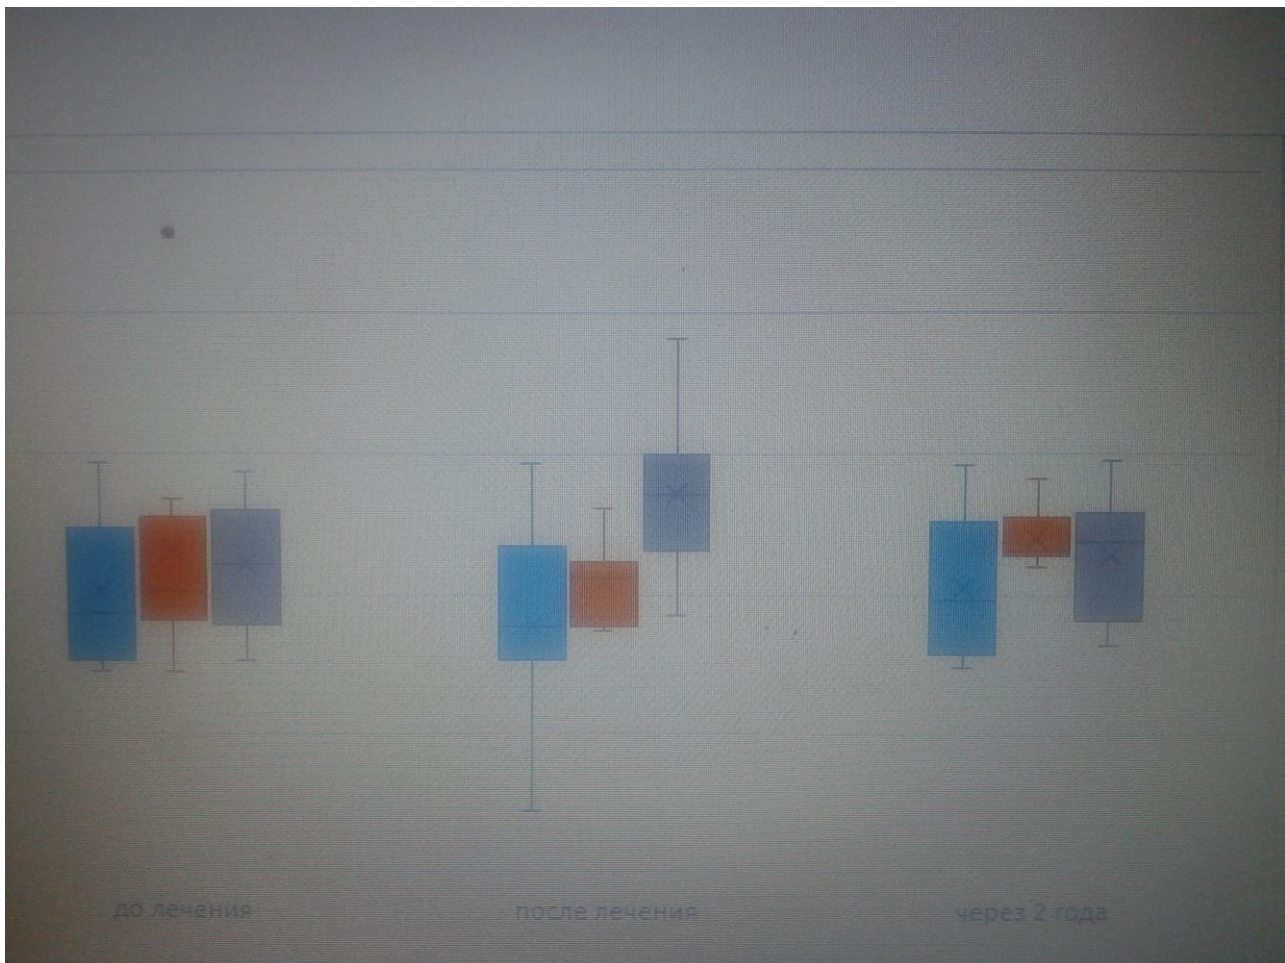 до лечения
после лечения
через 2 года